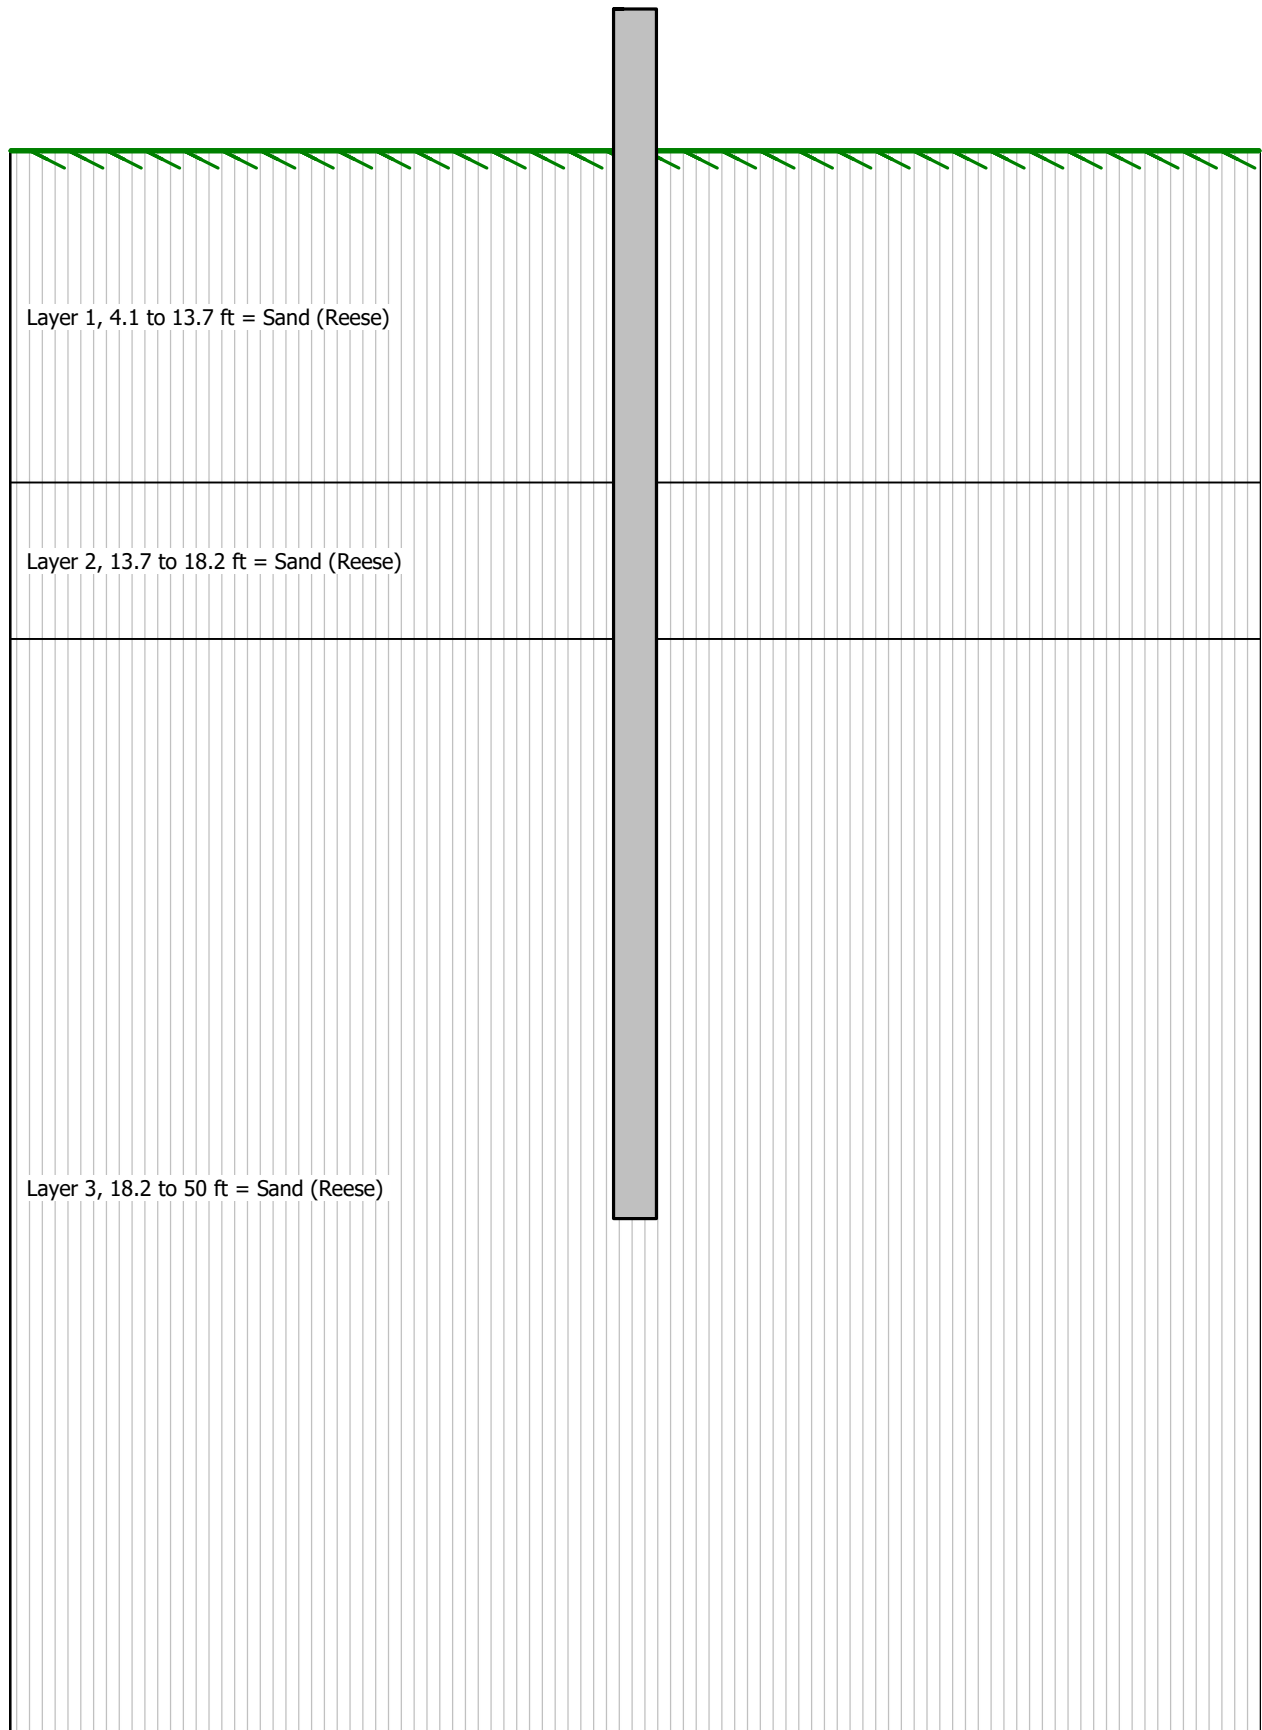 Layer 1, 4.1 to 13.7 ft = Sand (Reese)
Layer 2, 13.7 to 18.2 ft = Sand (Reese)
Layer 3, 18.2 to 50 ft = Sand (Reese)